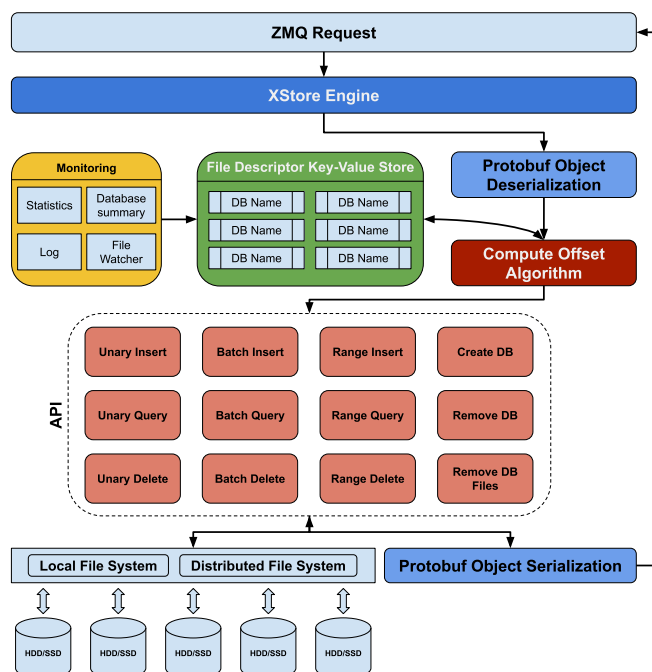 ZMQ Request
XStore Engine
Monitoring
Statistics
Database
summary
Log
File
Watcher
File Descriptor Key-Value Store
DB Name
DB Name
DB Name
DB Name
DB Name
DB Name
Protobuf Object
Deserialization
Compute Offset
Algorithm
API
Unary Insert
Batch Insert
Range Insert
Create DB
Unary Query
Batch Query
Range Query
Remove DB
Unary Delete
Batch Delete
Range Delete
Remove DB
Files
Local File System
Distributed File System
Protobuf Object Serialization
HDD/SSD
HDD/SSD
HDD/SSD
HDD/SSD
HDD/SSD